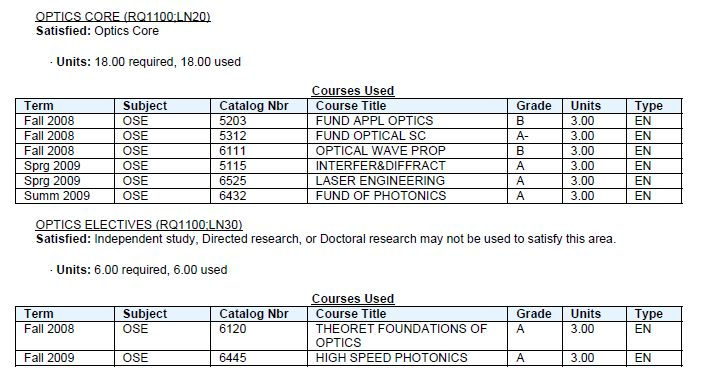 OPTICS CORE (RQ1100;LN20)
Satisfied: Optics Core
· Units: 18.00 required, 18.00 used
Courses Used
Term Subject Catalog Nbr Course Title Grade Units Type
Fall 2008 OSE 5203 FUND APPL OPTICS B 3.00 EN
Fall 2008 OSE 5312 FUND OPTICAL SC A- 3.00 EN
Fall 2008 OSE 6111 OPTICAL WAVE PROP B 3.00 EN
Sprg 2009 OSE 5115 INTERFER&DIFFRACT A 3.00 EN
Sprg 2009 OSE 6525 LASER ENGINEERING A 3.00 EN
Summ 2009 OSE 6432 FUND OF PHOTONICS A 3.00 EN
OPTICS ELECTIVES (RQ1100;LN30)
Satisfied: Independent study, Directed research, or Doctoral research may not be used to satisfy this area.
· Units: 6.00 required, 6.00 used
Courses Used
Term Subject Catalog Nbr Course Title Grade Units Type
Fall 2008 OSE 6120 THEORET FOUNDATIONS OF A 3.00 EN
OPTICS
Fall 2009 OSE 6445 HIGH SPEED PHOTONICS A 3.00 EN